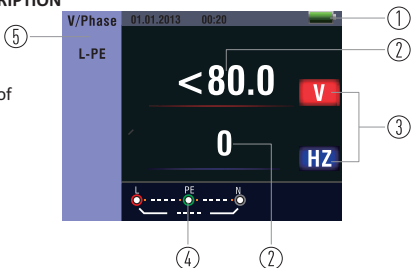 RIPTION
V/Phase 01.01.2013 00:20
1
5
2
L-PE
of
<80.0
V
3
0
HZ
L PE N
4 2